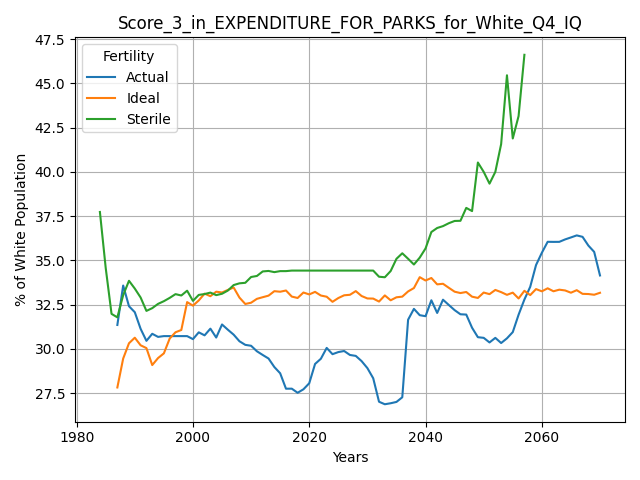 Score_3_in_EXPENDITURE_FOR_PARKS_for_White_Q4_IQ
47.5
45.0
42.5
40.0
37.5
35.0
32.5
30.0
27.5
% of White Population
Fertility
Actual
Ideal
Sterile
1980
2000
2020
2040
2060
Years